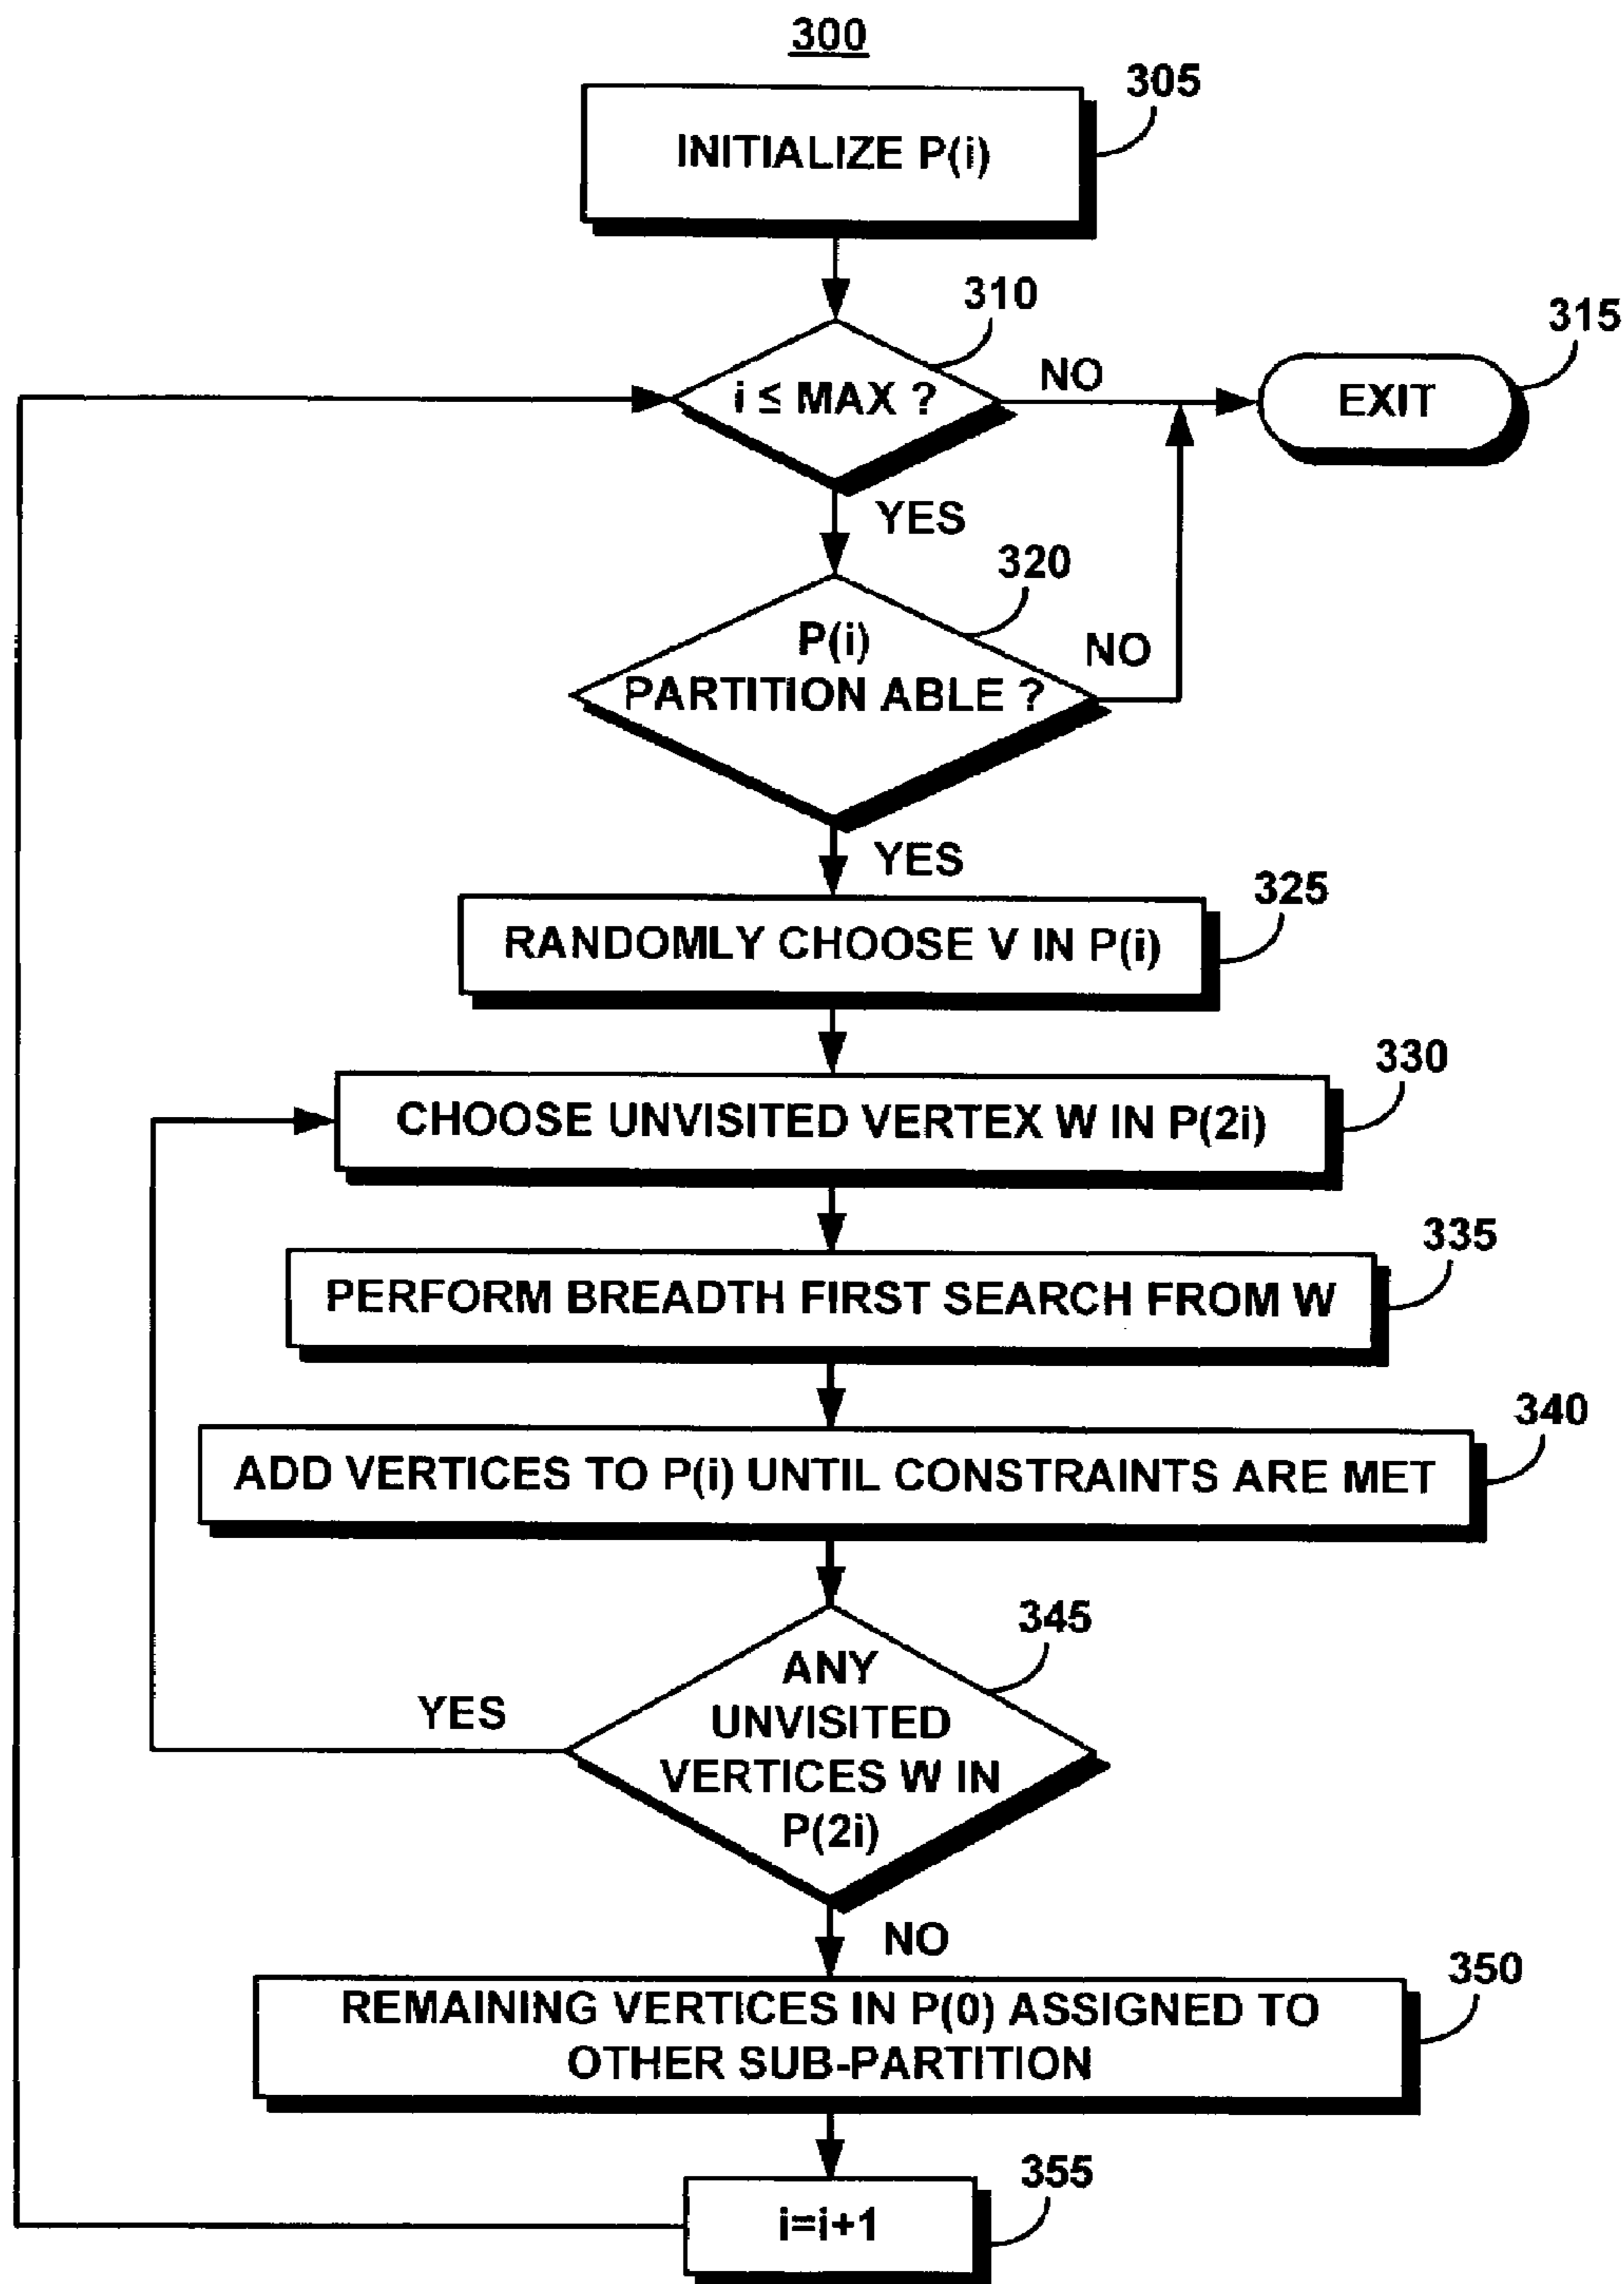 300
305
INITIALIZE P(i)
310
315
i ≤ MAX ?
NO
EXIT
YES
320
P(i)
PARTITION ABLE ?
NO
YES
325
RANDOMLY CHOOSE V IN P(i)
330
CHOOSE UNVISITED VERTEX W IN P(2i)
335
PERFORM BREADTH FIRST SEARCH FROM W
340
ADD VERTICES TO P(i) UNTIL CONSTRAINTS ARE MET
345
ANY
UNVISITED
VERTICES W IN
P(2i)
YES
NO
350
REMAINING VERTICES IN P(0) ASSIGNED TO
OTHER SUB-PARTITION
355
i=i+1